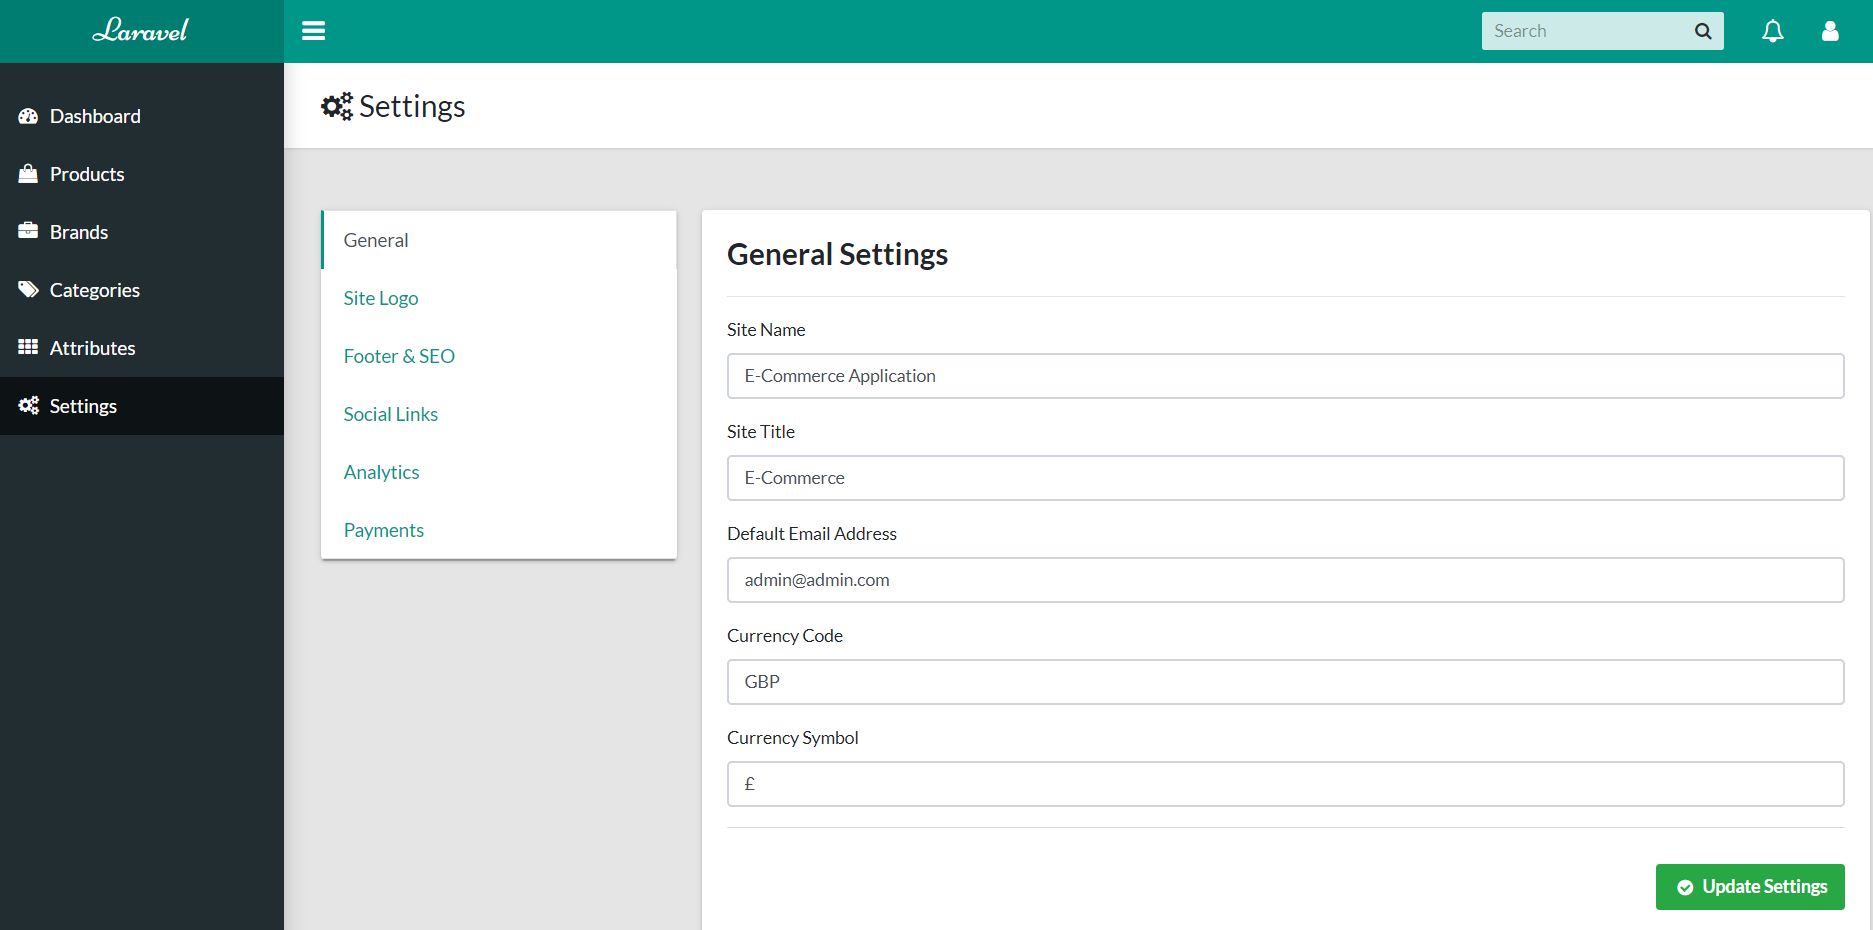 Laravel
Search
Dashboard
Products
Brands
Categories
Attributes
Settings
Settings
General
Site Logo
Footer & SEO
Social Links
Analytics
Payments
General Settings
Site Name
E-Commerce Application
Site Title
E-Commerce
Default Email Address
admin@admin.com
Currency Code
GBP
Currency Symbol
£
Update Settings